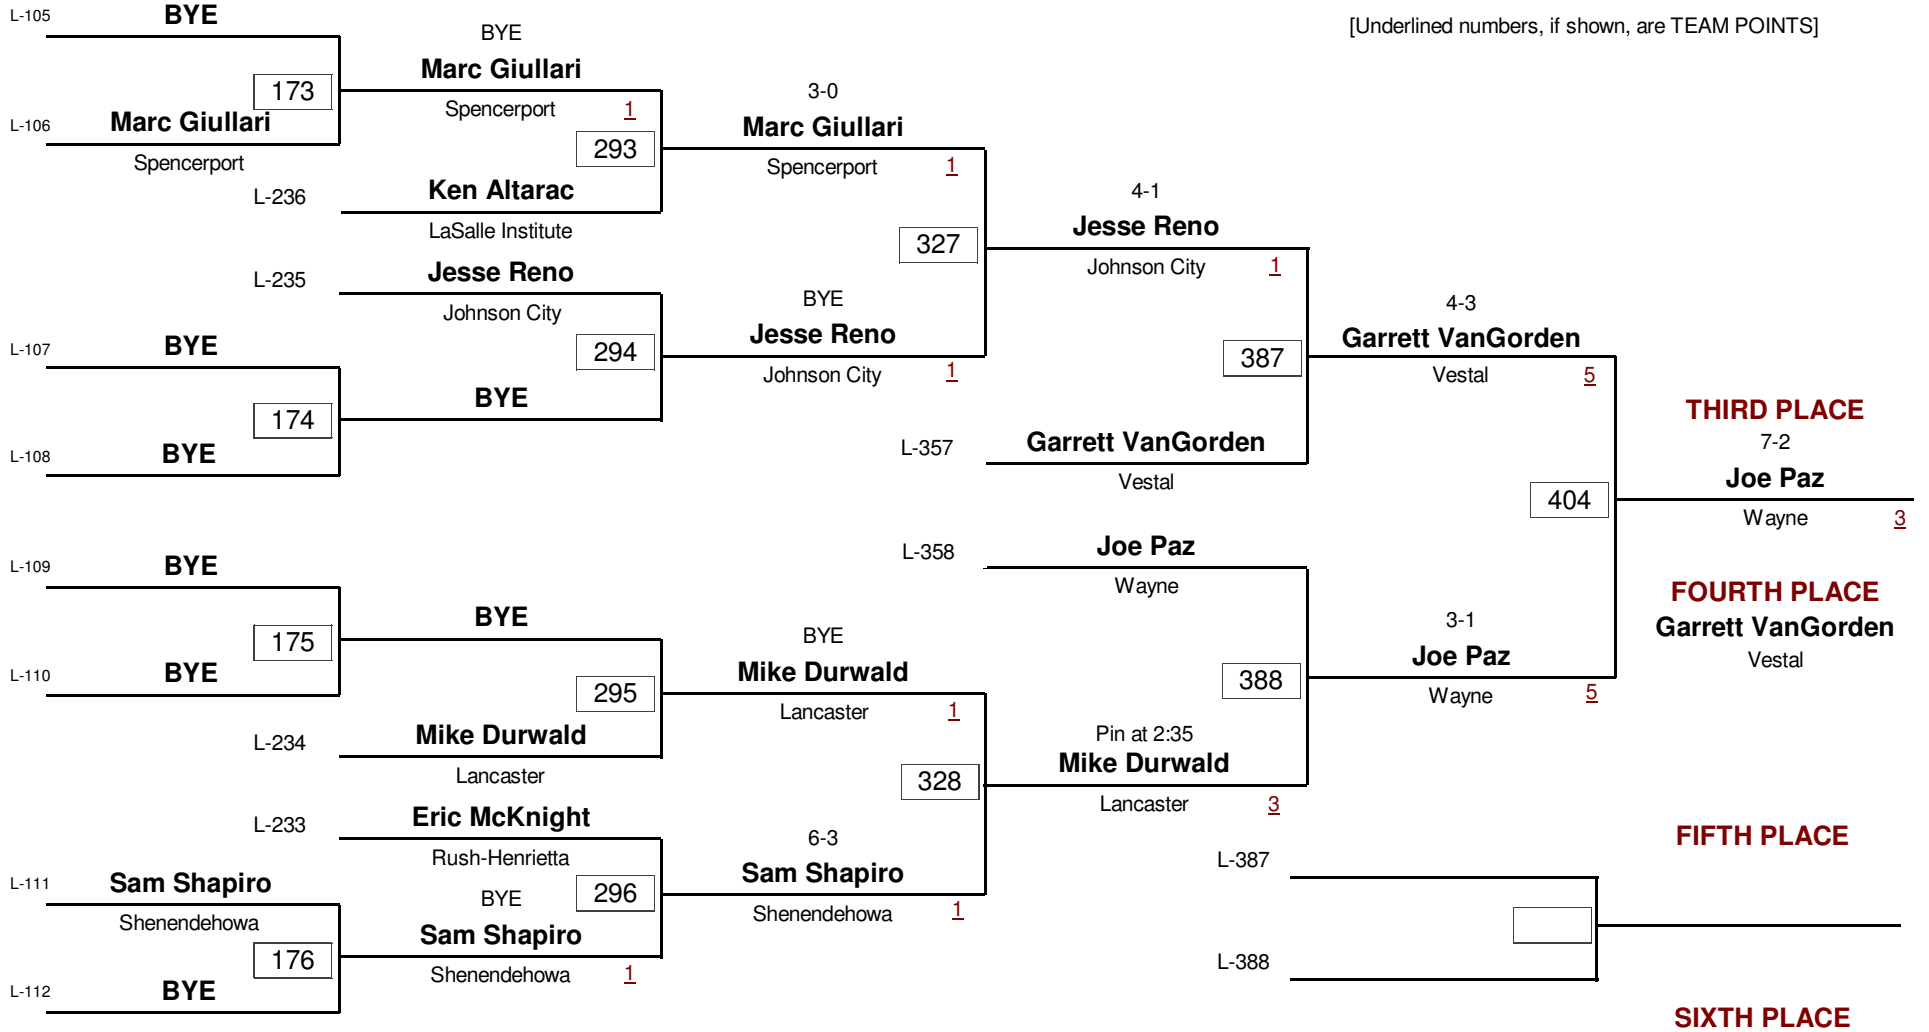 [Underlined numbers, if shown, are TEAM POINTS]
L-105
BYE
173
L-106
Marc Giullari
Spencerport
L-107
BYE
174
L-108
BYE
L-109
BYE
175
L-110
BYE
L-111
Sam Shapiro
Shenendehowa
176
L-112
BYE
BYE
Marc Giullari
Spencerport 1
293
L-236
Ken Altarac
LaSalle Institute
L-235
Jesse Reno
Johnson City
294
BYE
BYE
295
L-234
Mike Durwald
Lancaster
L-233
Eric McKnight
Rush-Henrietta
296
BYE
Sam Shapiro
Shenendehowa 1
3-0
Marc Giullari
Spencerport 1
327
BYE
Jesse Reno
Johnson City 1
BYE
Mike Durwald
Lancaster 1
328
6-3
Sam Shapiro
Shenendehowa 1
4-1
Jesse Reno
Johnson City 1
387
L-357
Garrett VanGorden
Vestal
L-358
Joe Paz
Wayne
388
Pin at 2:35
Mike Durwald
Lancaster 3
4-3
Garrett VanGorden
Vestal 5
404
3-1
Joe Paz
Wayne 5
THIRD PLACE
7-2
Joe Paz
Wayne 3
FOURTH PLACE
Garrett VanGorden
Vestal
L-387
L-388
FIFTH PLACE
SIXTH PLACE